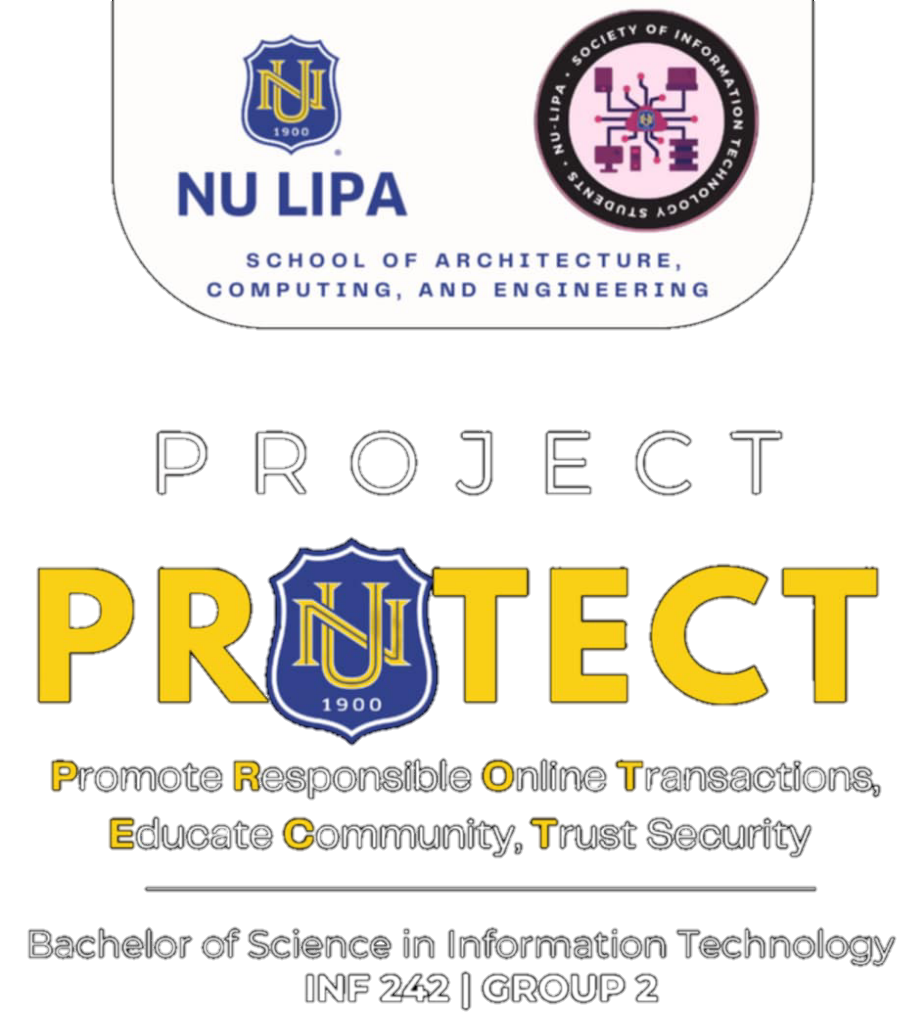 NU
1900
NU LIPA
NU-LIPA • SOCIETY OF INFORMATION TECHNOLOGY STUDENTS •
SCHOOL OF ARCHITECTURE,
COMPUTING, AND ENGINEERING
PROJECT
PROTECT
NU
1900
Promote Responsible Online Transactions,
Educate Community, Trust Security
Bachelor of Science in Information Technology
INF 242 | GROUP 2